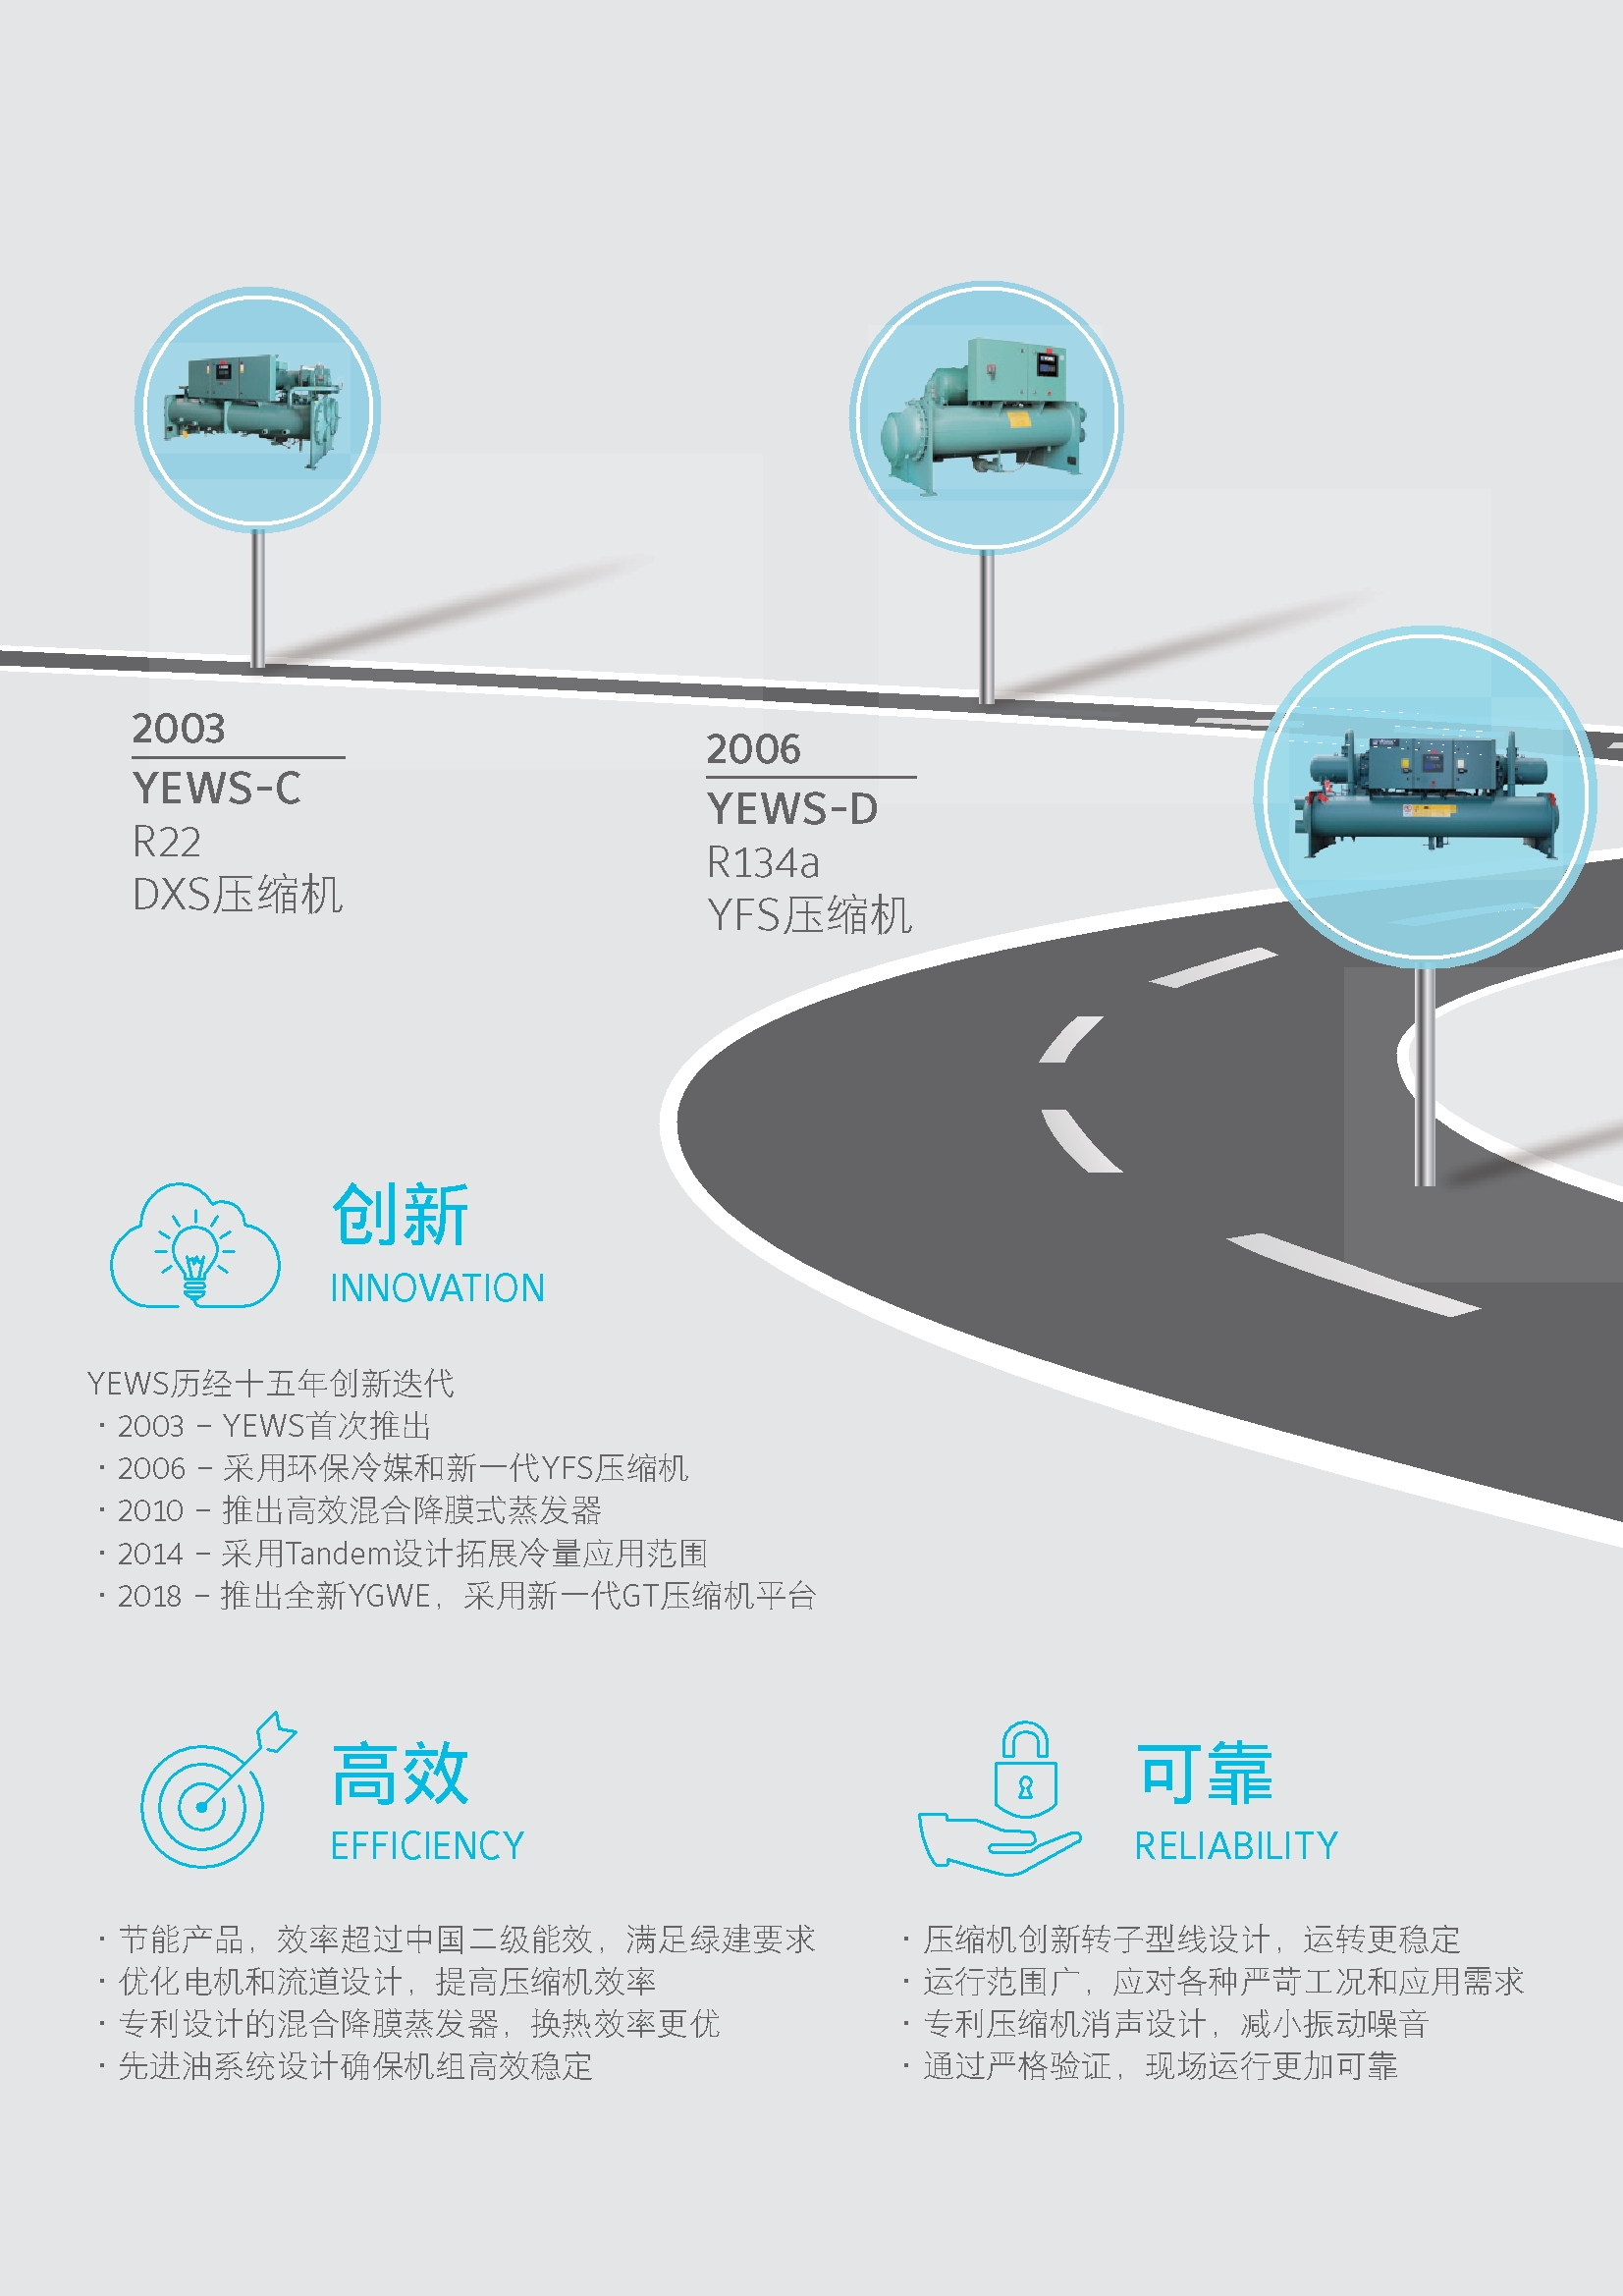 2003
YEWS-C
R22
DXS压缩机
2006
YEWS-D
R134a
YFS压缩机
创新
INNOVATION
YEWS历经十五年创新迭代
· 2003 - YEWS首次推出
· 2006 - 采用环保冷媒和新一代YFS压缩机
· 2010 - 推出高效混合降膜式蒸发器
· 2014 - 采用Tandem设计拓展冷量应用范围
· 2018 - 推出全新YGWE，采用新一代GT压缩机平台
高效
EFFICIENCY
· 节能产品，效率超过中国二级能效，满足绿建要求
· 优化电机和流道设计，提高压缩机效率
· 专利设计的混合降膜蒸发器，换热效率更优
· 先进油系统设计确保机组高效稳定
可靠
RELIABILITY
· 压缩机创新转子型线设计，运转更稳定
· 运行范围广，应对各种严苛工况和应用需求
· 专利压缩机消声设计，减小振动噪音
· 通过严格验证，现场运行更加可靠